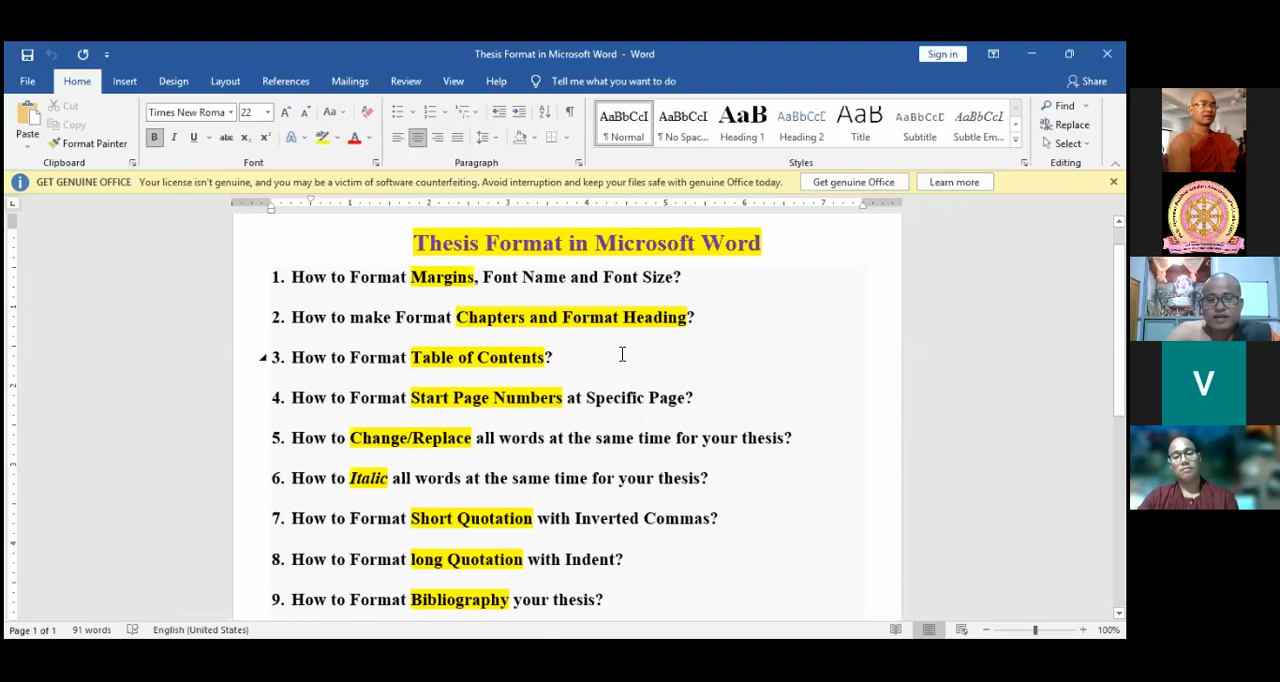 Thesis Format in Microsoft Word - Word
Sign in
File Home Insert Design Layout References Mailings Review View Help Tell me what you want to do Share
Paste
Cut
Copy
Format Painter
Clipboard
Times New Roma 22
Font
Paragraph
AaBbCcI AaBbCcI AaB AaBbCcD AaB AaBbCcD AaBbCcI
¶ Normal ¶ No Spac... Heading 1 Heading 2 Title Subtitle Subtle Em...
Styles
Find
Replace
Select
Editing
GET GENUINE OFFICE Your license isn't genuine, and you may be a victim of software counterfeiting. Avoid interruption and keep your files safe with genuine Office today. Get genuine Office Learn more
1 2 3 4 5 6 7
Thesis Format in Microsoft Word
1. How to Format Margins, Font Name and Font Size?
2. How to make Format Chapters and Format Heading?
3. How to Format Table of Contents?
4. How to Format Start Page Numbers at Specific Page?
5. How to Change/Replace all words at the same time for your thesis?
6. How to Italic all words at the same time for your thesis?
7. How to Format Short Quotation with Inverted Commas?
8. How to Format long Quotation with Indent?
9. How to Format Bibliography your thesis?
Page 1 of 1 91 words English (United States) 100%
V